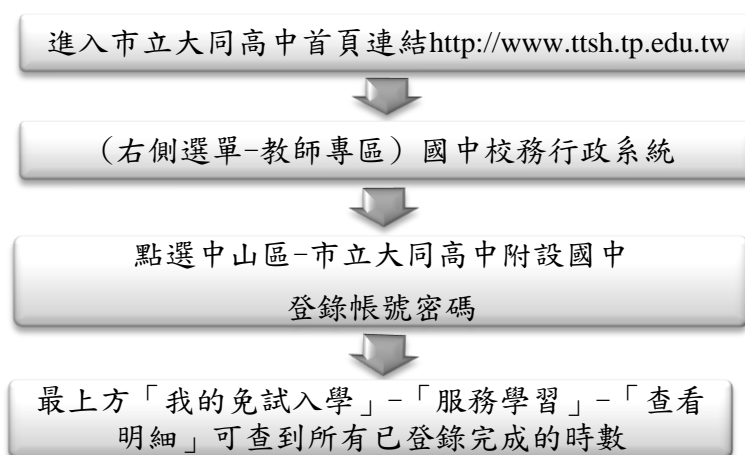 進入市立大同高中首頁連結http://www.ttsh.tp.edu.tw
（右側選單-教師專區）國中校務行政系統
點選中山區-市立大同高中附設國中
登錄帳號密碼
最上方「我的免試入學」-「服務學習」-「查看
明細」可查到所有已登錄完成的時數